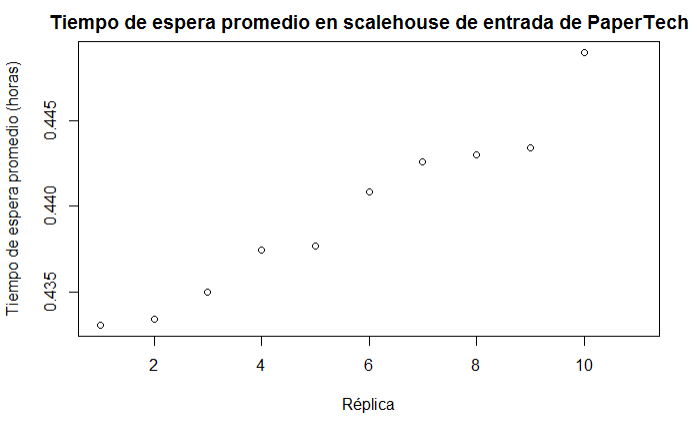 Tiempo de espera promedio en scalehouse de entrada de PaperTech
Tiempo de espera promedio (horas)
0.445
0.440
0.435
2 4 6 8 10
Réplica